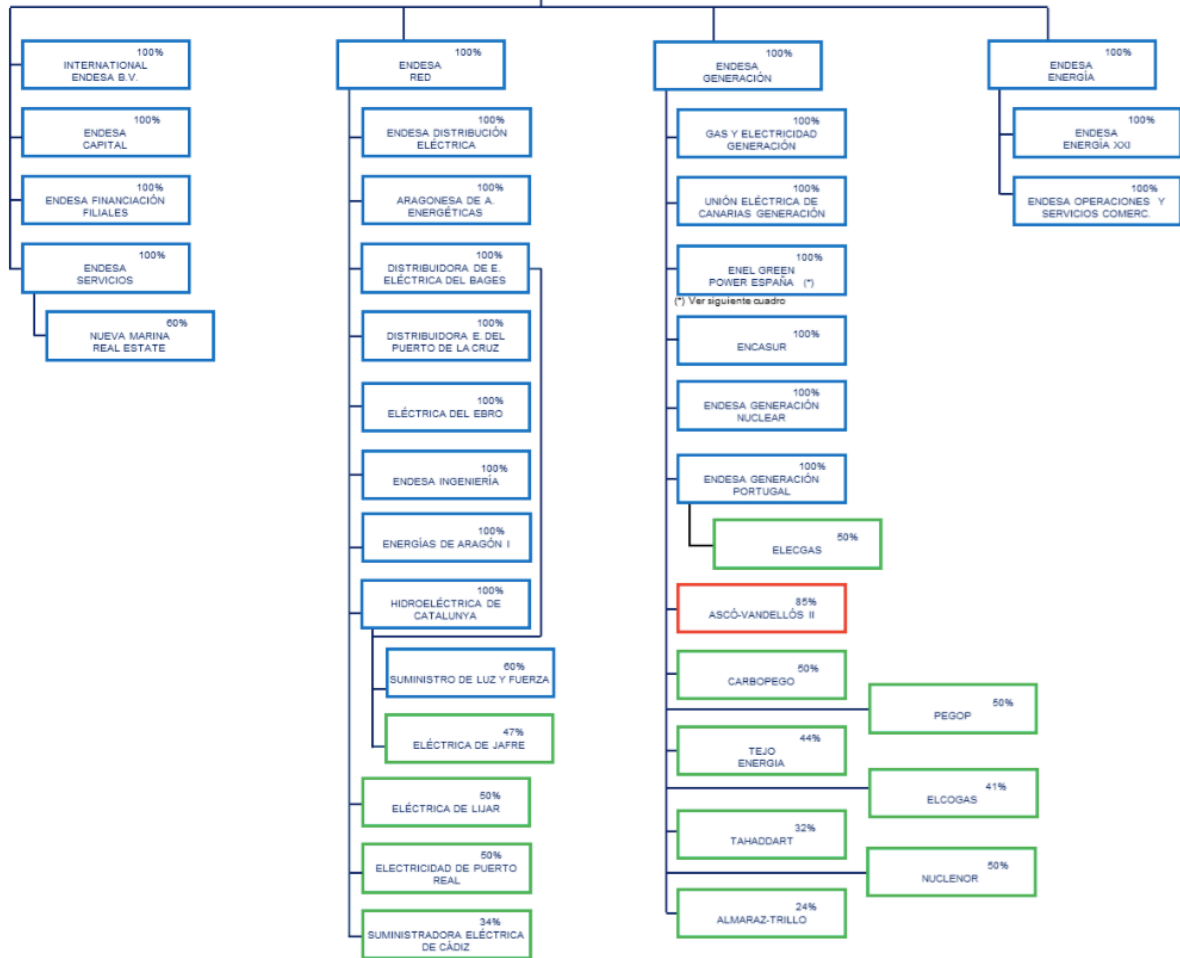 100%
INTERNATIONAL
ENDESA B.V.
100%
ENDESA
CAPITAL
100%
ENDESA FINANCIACIÓN
FILIALES
100%
ENDESA
SERVICIOS
60%
NUEVA MARINA
REAL ESTATE
100%
ENDESA
RED
100%
ENDESA DISTRIBUCIÓN
ELÉCTRICA
100%
ARAGONESA DE A.
ENERGÉTICAS
100%
DISTRIBUIDORA DE E.
ELÉCTRICA DEL BAGES
100%
DISTRIBUIDORA E. DEL
PUERTO DE LA CRUZ
100%
ELÉCTRICA DEL EBRO
100%
ENDESA INGENIERÍA
100%
ENERGÍAS DE ARAGÓN I
100%
HIDROELÉCTRICA DE
CATALUNYA
60%
SUMINISTRO DE LUZ Y FUERZA
47%
ELÉCTRICA DE JAFRE
50%
ELÉCTRICA DE LIJAR
50%
ELECTRICIDAD DE PUERTO
REAL
34%
SUMINISTRADORA ELÉCTRICA
DE CÁDIZ
100%
ENDESA
GENERACIÓN
100%
GAS Y ELECTRICIDAD
GENERACIÓN
100%
UNIÓN ELÉCTRICA DE
CANARIAS GENERACIÓN
100%
ENEL GREEN
POWER ESPAÑA (*)
(*) Ver siguiente cuadro
100%
ENCASUR
100%
ENDESA GENERACIÓN
NUCLEAR
100%
ENDESA GENERACIÓN
PORTUGAL
50%
ELECGAS
85%
ASCÓ-VANDELLÓS II
50%
CARBOPEGO
50%
PEGOP
44%
TEJO
ENERGIA
41%
ELCOGAS
32%
TAHADDART
50%
NUCLENOR
24%
ALMARAZ-TRILLO
100%
ENDESA
ENERGÍA
100%
ENDESA
ENERGÍA XXI
100%
ENDESA OPERACIONES Y
SERVICIOS COMERC.